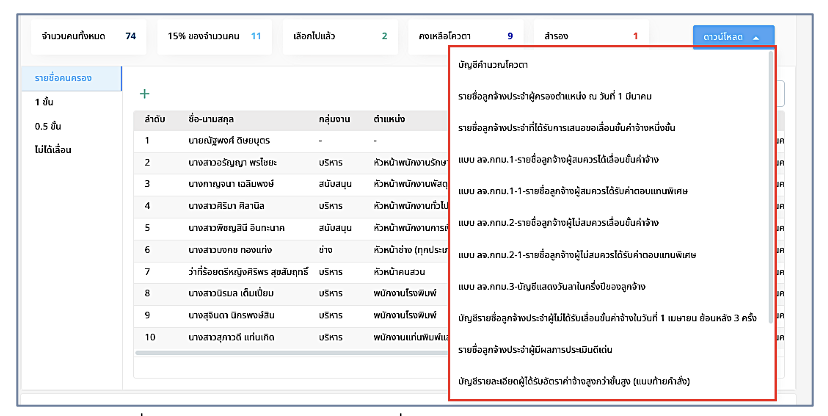 จำนวนคนทั้งหมด 74 15% ของจำนวนคน 11 เลือกไปแล้ว 2 คงเหลือโควตา 9 สำรอง 1 ดาวน์โหลด
บัญชีคำนวณโควตา
รายชื่อลูกจ้างประจำผู้ครองตำแหน่ง ณ วันที่ 1 มีนาคม
รายชื่อลูกจ้างประจำที่ได้รับการเสนอขอเลื่อนขั้นค่าจ้างหนึ่งขั้น
แบบ ลจ.กทม.1-รายชื่อลูกจ้างผู้สมควรได้เลื่อนขั้นค่าจ้าง
แบบ ลจ.กทม.1-1-รายชื่อลูกจ้างผู้สมควรได้รับค่าตอบแทนพิเศษ
แบบ ลจ.กทม.2-รายชื่อลูกจ้างผู้ไม่สมควรเลื่อนขั้นค่าจ้าง
แบบ ลจ.กทม.2-1-รายชื่อลูกจ้างผู้ไม่สมควรได้รับค่าตอบแทนพิเศษ
แบบ ลจ.กทม.3-บัญชีแสดงวันลาในครึ่งปีของลูกจ้าง
บัญชีรายชื่อลูกจ้างประจำผู้ไม่ได้รับเลื่อนขั้นค่าจ้างในวันที่ 1 เมษายน ย้อนหลัง 3 ครั้ง
รายชื่อลูกจ้างประจำผู้มีผลการประเมินดีเด่น
บัญชีรายละเอียดผู้ได้รับอัตราค่าจ้างสูงกว่าขั้นสูง (แนบท้ายคำสั่ง)
รายชื่อคนครอง
1 ขั้น
0.5 ขั้น
ไม่ได้เลื่อน
+
ลำดับ ชื่อ-นามสกุล กลุ่มงาน ตำแหน่ง
1 นายณัฐพงศ์ ดิษยบุตร - -
2 นางสาวอรัญญา พรไชยะ บริหาร หัวหน้าพนักงานรักษา
3 นางกาญจนา เฉลิมพงษ์ สนับสนุน หัวหน้าพนักงานพัสดุ
4 นางสาวศิริมา ศิลานิล บริหาร หัวหน้าพนักงานทั่วไป
5 นางสาวพิชญสินี อินทะนาค สนับสนุน หัวหน้าพนักงานการเ
6 นางสาวบงกช ทองแท่ง ช่าง หัวหน้าช่าง (ทุกประเภ
7 ว่าที่ร้อยตรีหญิงศิริพร สุขสัมฤทธิ์ บริหาร หัวหน้าคนสวน
8 นางสาวนิรมล เต็มเปี่ยม บริหาร พนักงานโรงพิมพ์
9 นางสุจินดา นิกรพงษ์สิน บริหาร พนักงานโรงพิมพ์
10 นางสาวสุภาวดี แก่นเกิด บริหาร พนักงานแท่นพิมพ์แล